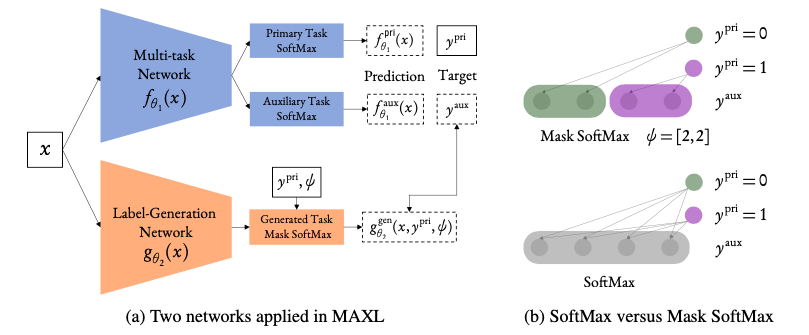 x
Multi-task
Network
f_θ₁(x)
Primary Task
SoftMax
f^pri_θ₁(x)
y^pri
Prediction
Target
Auxiliary Task
SoftMax
f^aux_θ₁(x)
y^aux
Label-Generation
Network
g_θ₂(x)
y^pri, ψ
Generated Task
Mask SoftMax
g^gen_θ₂(x, y^pri, ψ)
(a) Two networks applied in MAXL
y^pri = 0
y^pri = 1
y^aux
Mask SoftMax ψ = [2, 2]
y^pri = 0
y^pri = 1
y^aux
SoftMax
(b) SoftMax versus Mask SoftMax